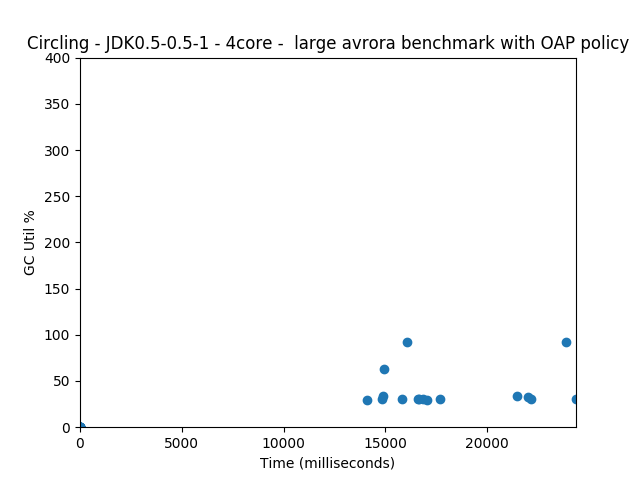 Circling - JDK0.5-0.5-1 - 4core -  large avrora benchmark with OAP policy
400
350
300
250
200
150
100
50
0
GC Util %
0 5000 10000 15000 20000
Time (milliseconds)